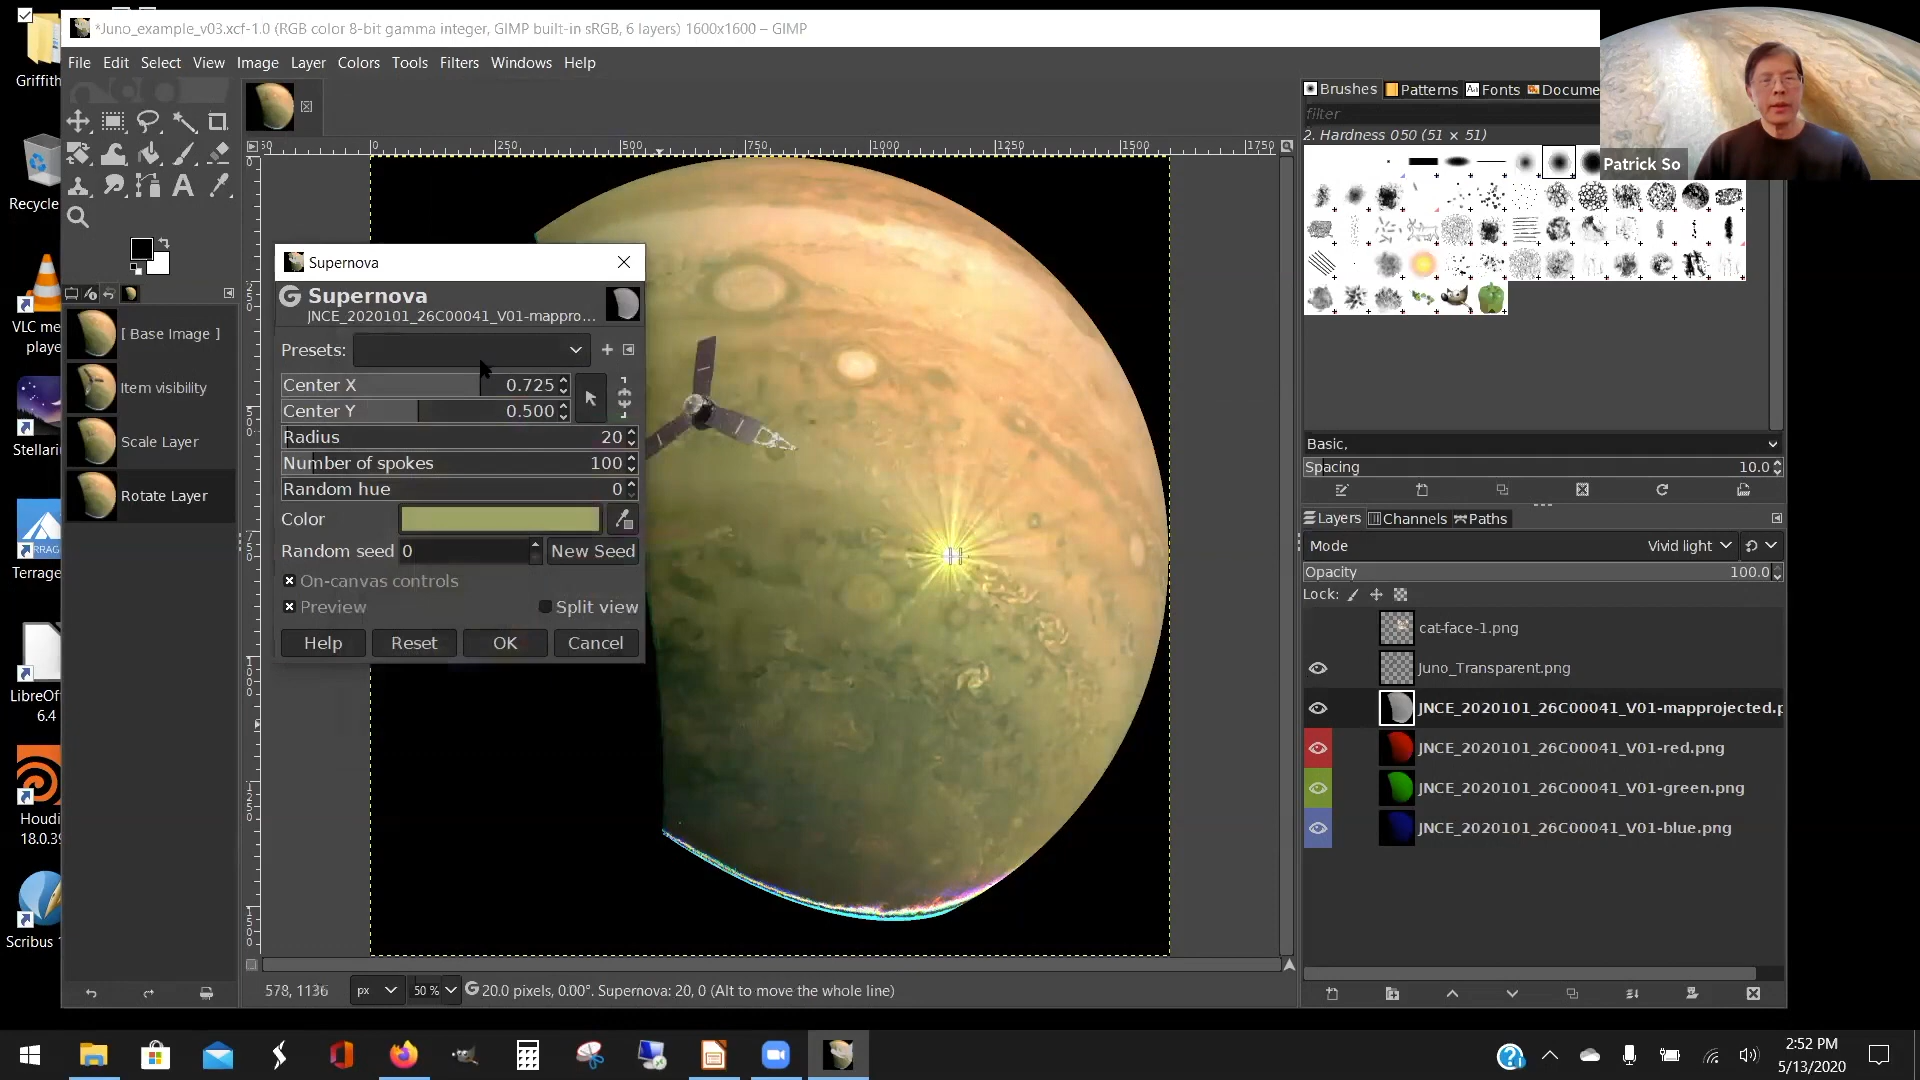 *Juno_example_v03.xcf-1.0 (RGB color 8-bit gamma integer, GIMP built-in sRGB, 6 layers) 1600x1600 – GIMP
File Edit Select View Image Layer Colors Tools Filters Windows Help
Griffith
Recycle
VLC me
playe
Stellari
Terrage
LibreOf
6.4
Houdi
18.0.39
Scribus 1
[ Base Image ]
Item visibility
Scale Layer
Rotate Layer
0 250 500 750 1000 1250 1500 1750
Supernova
Supernova
JNCE_2020101_26C00041_V01-mappro...
Presets:
Center X 0.725
Center Y 0.500
Radius 20
Number of spokes 100
Random hue 0
Color
Random seed 0 New Seed
On-canvas controls
Preview Split view
Help Reset OK Cancel
578, 1136 px 50 % 20.0 pixels, 0.00°. Supernova: 20, 0 (Alt to move the whole line)
Brushes Patterns Fonts Docume
filter
2. Hardness 050 (51 × 51)
Patrick So
Basic,
Spacing 10.0
Layers Channels Paths
Mode Vivid light
Opacity 100.0
Lock:
cat-face-1.png
Juno_Transparent.png
JNCE_2020101_26C00041_V01-mapprojected.p
JNCE_2020101_26C00041_V01-red.png
JNCE_2020101_26C00041_V01-green.png
JNCE_2020101_26C00041_V01-blue.png
2:52 PM
5/13/2020